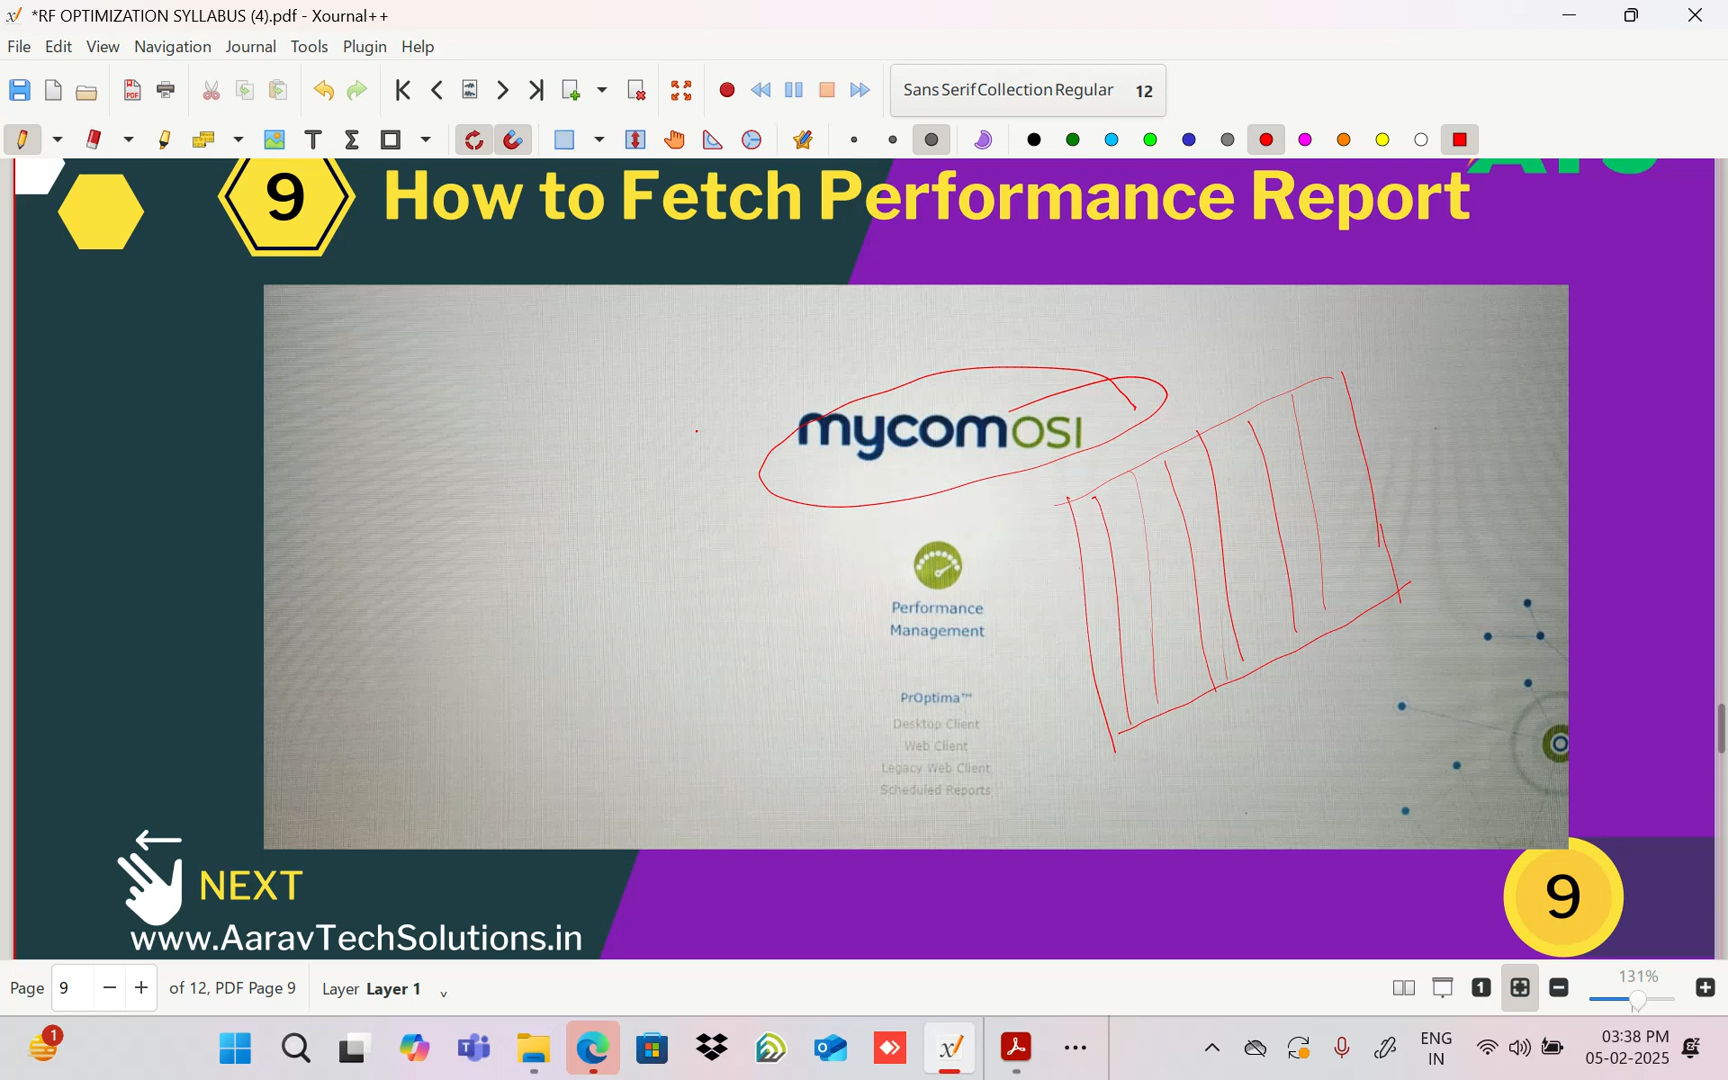 *RF OPTIMIZATION SYLLABUS (4).pdf - Xournal++
File Edit View Navigation Journal Tools Plugin Help
PDF
Sans Serif Collection Regular 12
9 How to Fetch Performance Report
mycomOSI
Performance
Management
PrOptima™
Desktop Client
Web Client
Legacy Web Client
Scheduled Reports
NEXT
www.AaravTechSolutions.in
9
Page 9 of 12, PDF Page 9 Layer Layer 1
1
131%
1
ENG
IN
03:38 PM
05-02-2025